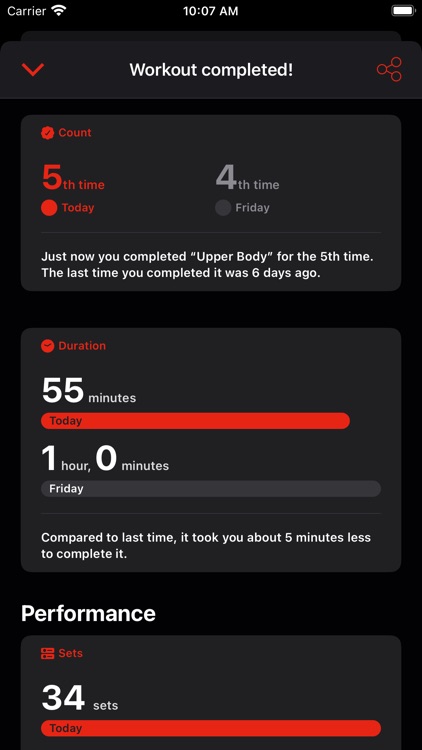 Carrier 10:07 AM
Workout completed!
Count
5th time 4th time
Today Friday
Just now you completed “Upper Body” for the 5th time.
The last time you completed it was 6 days ago.
Duration
55 minutes
Today
1 hour, 0 minutes
Friday
Compared to last time, it took you about 5 minutes less
to complete it.
Performance
Sets
34 sets
Today